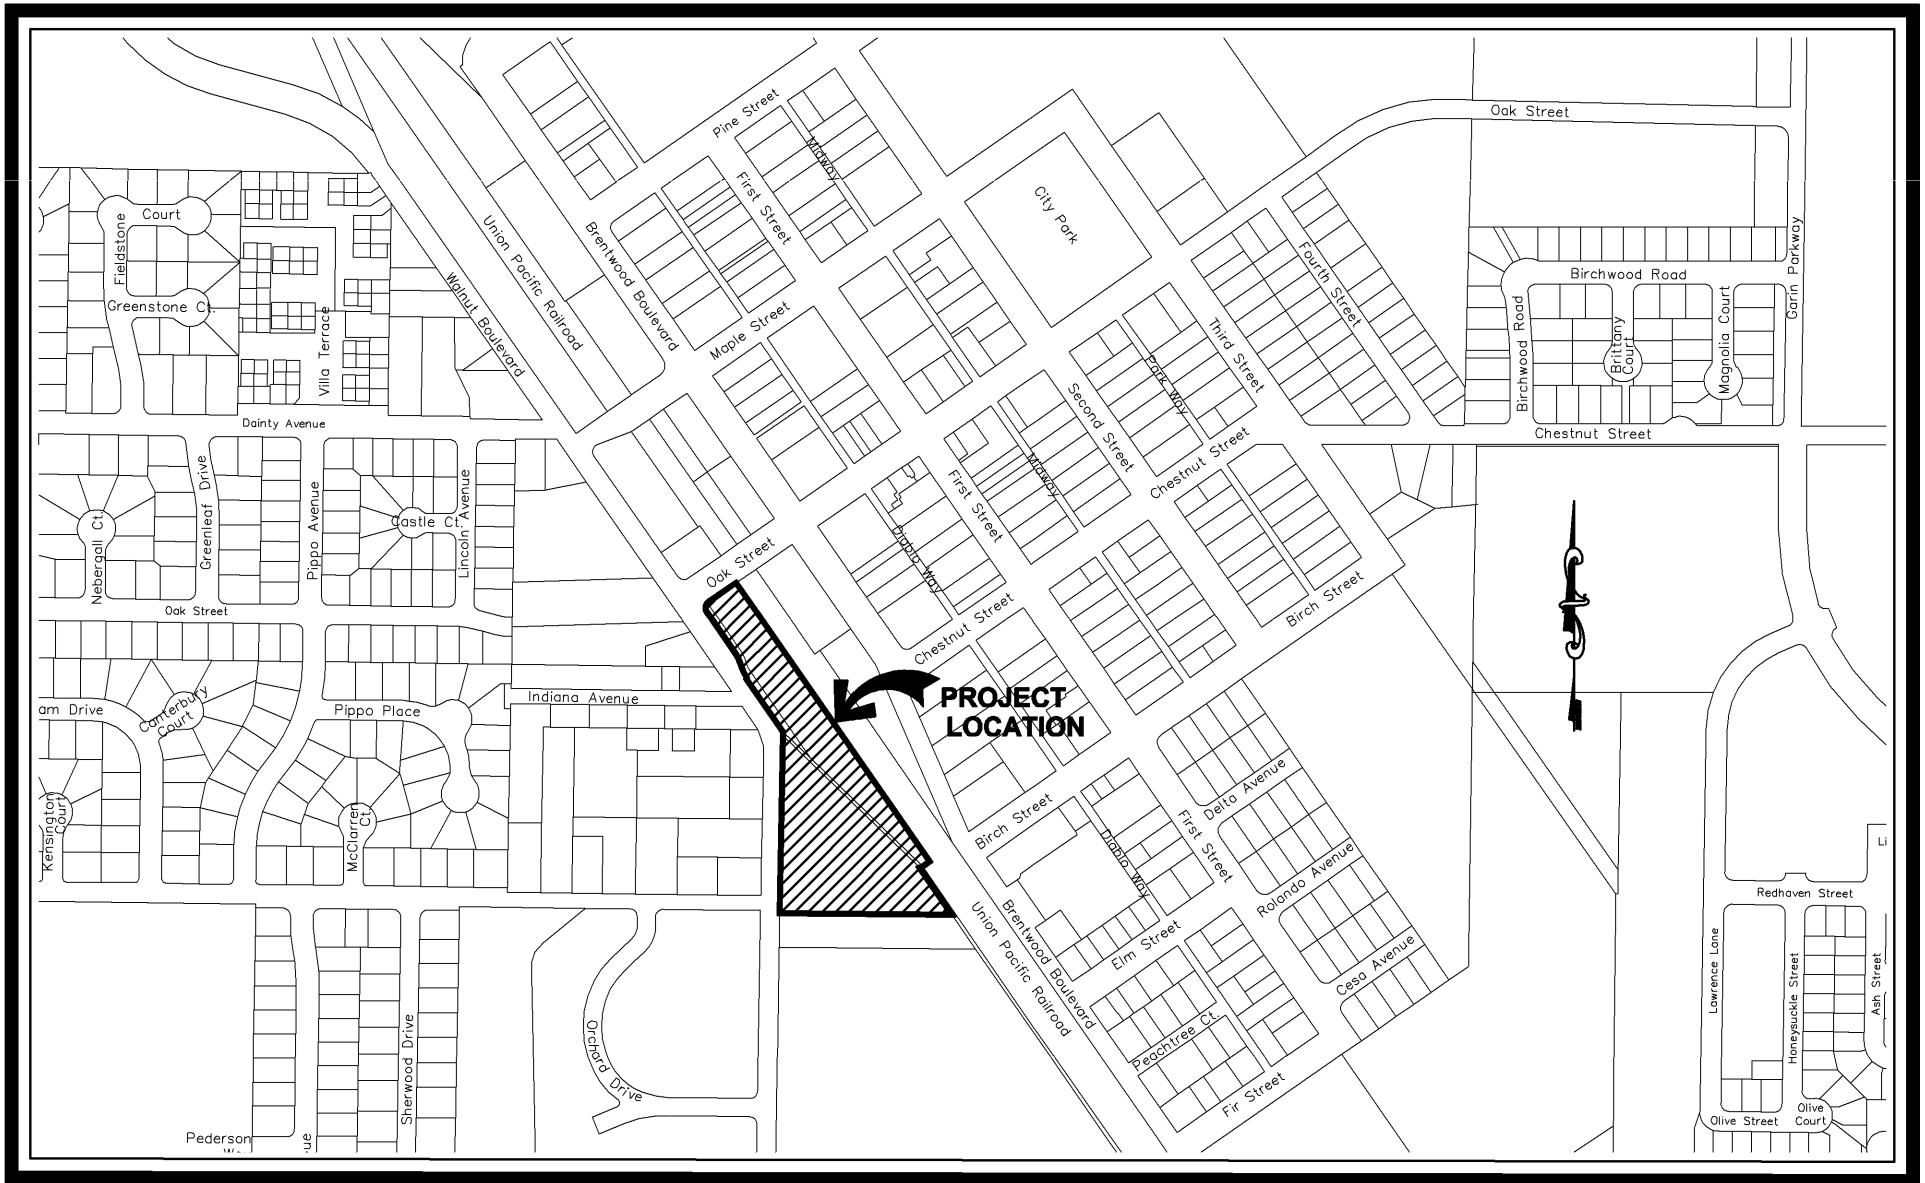 Oak Street
Pine Street
Midway
First Street
City Park
Court
Fieldstone
Greenstone Ct.
Union Pacific Railroad
Brentwood Boulevard
Walnut Boulevard
Villa Terrace
Maple Street
Fourth Street
Third Street
Birchwood Road
Garin Parkway
Birchwood Road
Brittany
Court
Magnolia Court
Chestnut Street
Dainty Avenue
Park Way
Second Street
Chestnut Street
Midway
First Street
Nebergall Ct.
Greenleaf Drive
Pippo Avenue
Castle Ct.
Lincoln Avenue
Diablo Way
Oak Street
Oak Street
Chestnut Street
Birch Street
am Drive
Canterbury
Court
Pippo Place
Indiana Avenue
PROJECT
LOCATION
Kensington
Court
McClarren
Ct.
Birch Street
Delta Avenue
First Street
Diablo Way
Rolando Avenue
Li
Redhaven Street
Union Pacific Railroad
Brentwood Boulevard
Elm Street
Cesa Avenue
Lawrence Lane
Honeysuckle Street
Ash Street
Orchard Drive
Sherwood Drive
Peachtree Ct.
Fir Street
Olive Street
Olive
Court
Pederson
ue